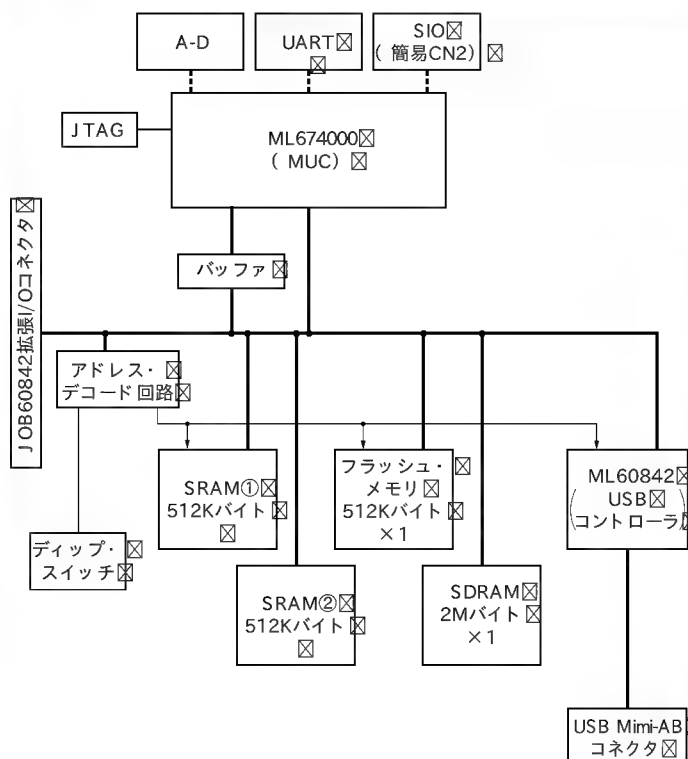 A-D
UART
SIO
(簡易CN2)
JTAG
ML674000
(MUC)
JOB60842拡張I/Oコネクタ
バッファ
アドレス・
デコード回路
SRAM①
512Kバイト
フラッシュ・
メモリ
512Kバイト
×1
ML60842
USB
コントローラ
ディップ・
スイッチ
SRAM②
512Kバイト
SDRAM
2Mバイト
×1
USB Mimi-AB
コネクタ